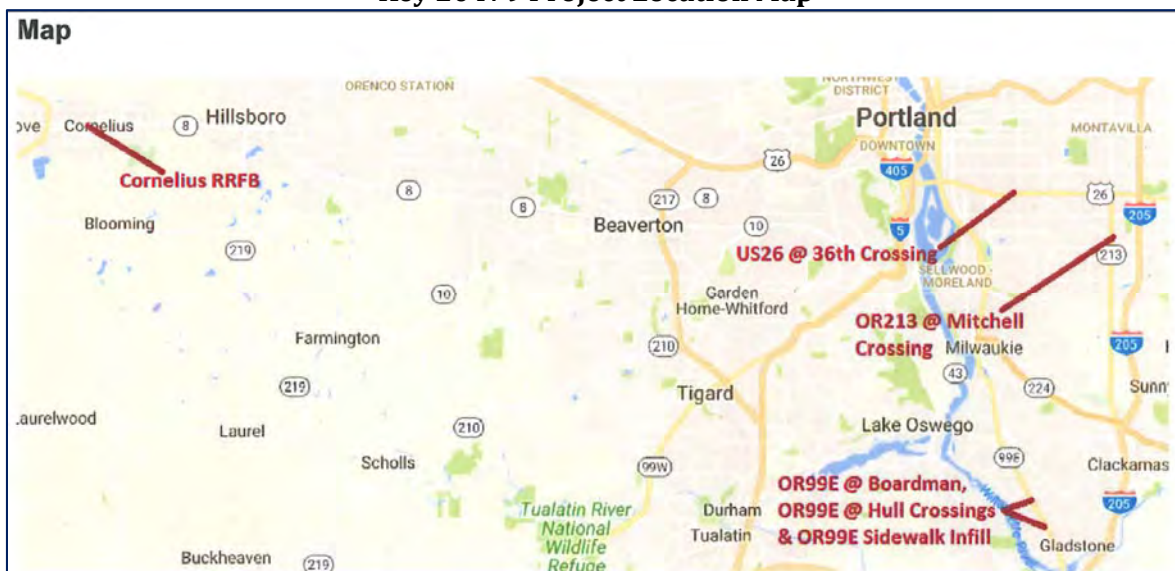 Map
ORENCO STATION
NORTHWEST
DISTRICT
Portland
Hillsboro
Cornelius
8
ove
MONTAVILLA
DOWNTOWN
26
405
Cornelius RRFB
8
8
217
8
26
205
Blooming
Beaverton
10
5
219
US26 @ 36th Crossing
213
SELLWOOD -
MORELAND
10
Garden
Home-Whitford
OR213 @ Mitchell
Crossing
Milwaukie
Farmington
210
205
43
219
Tigard
224
Sunn
aurelwood
Laurel
210
Lake Oswego
Scholls
99W
99E
Clackamas
OR99E @ Boardman,
OR99E @ Hull Crossings
& OR99E Sidewalk Infill
205
Tualatin River
National
Wildlife
Refuge
Durham
Tualatin
Gladstone
Buckheaven
219